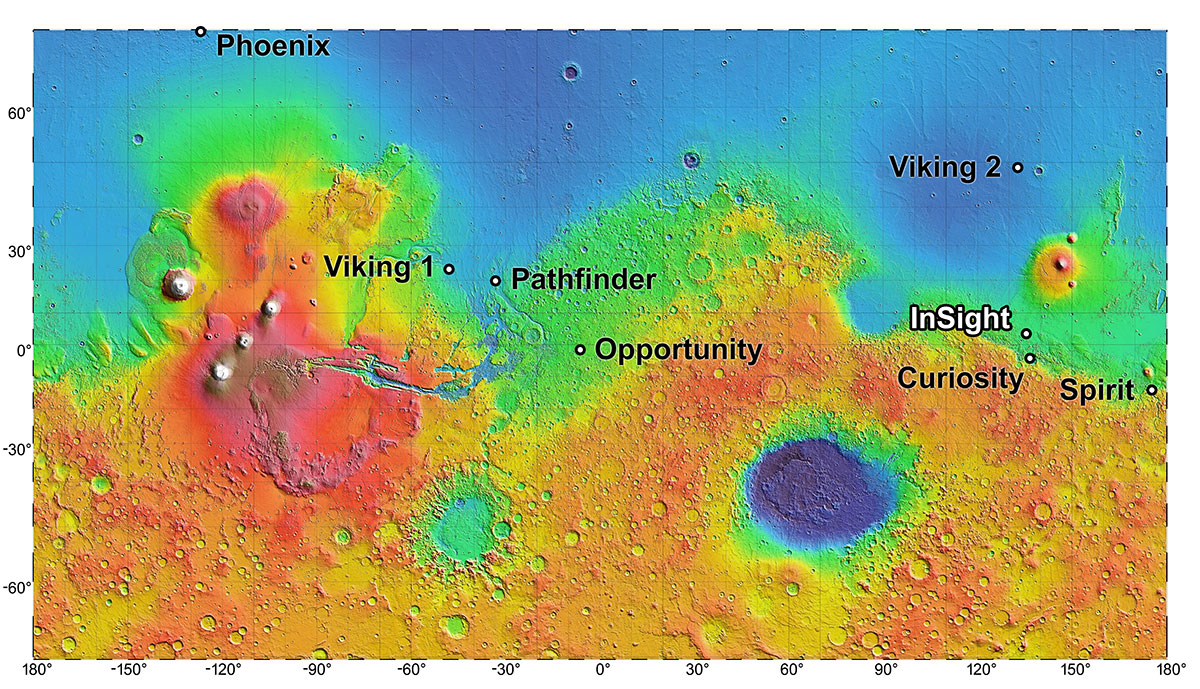 Phoenix
60°
Viking 2
30°
Viking 1
Pathfinder
InSight
0°
Opportunity
Curiosity
Spirit
-30°
-60°
180° -150° -120° -90° -60° -30° 0° 30° 60° 90° 120° 150° 180°